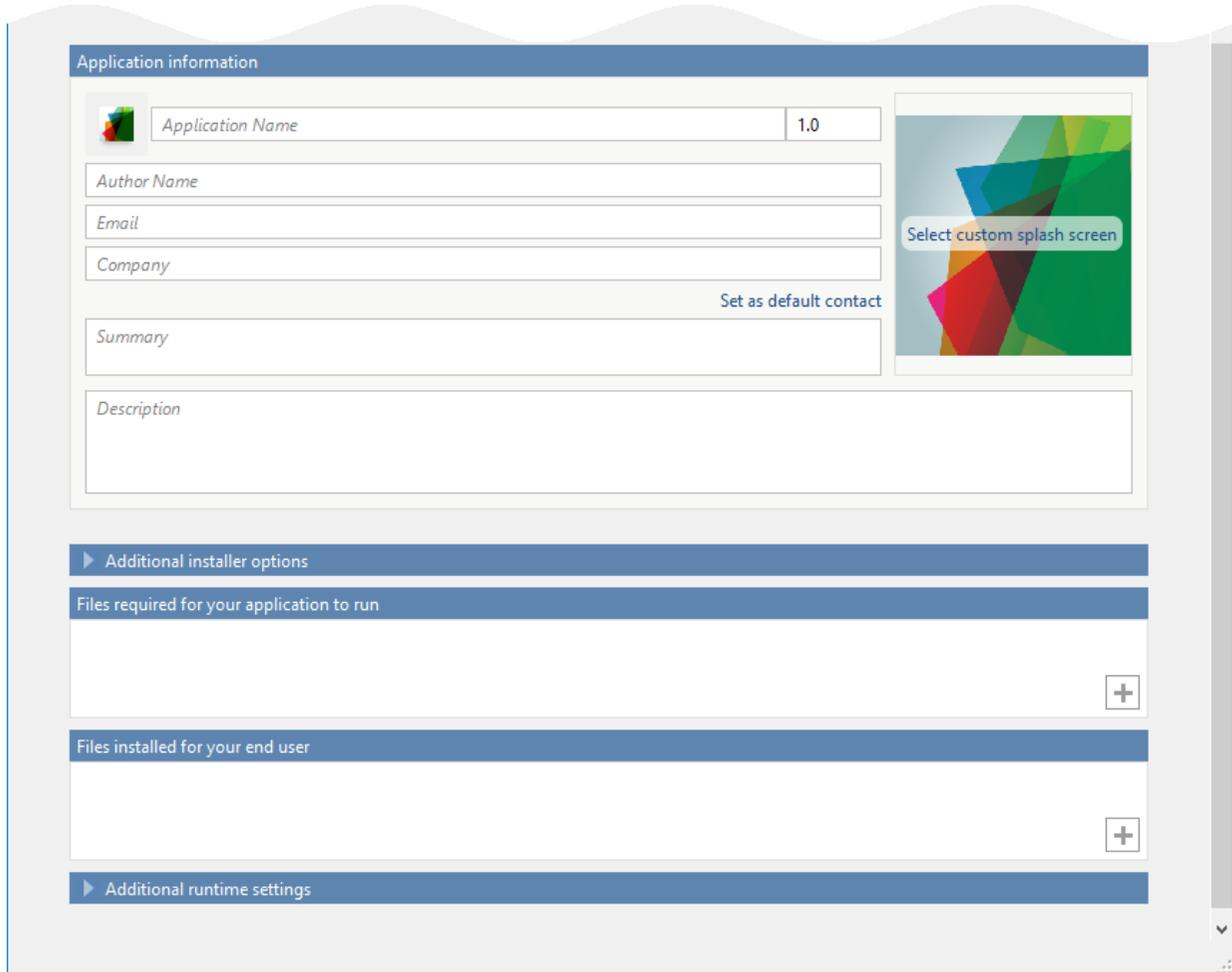 Application information
Application Name 1.0
Author Name
Email
Company
Set as default contact
Select custom splash screen
Summary
Description
Additional installer options
Files required for your application to run
Files installed for your end user
Additional runtime settings